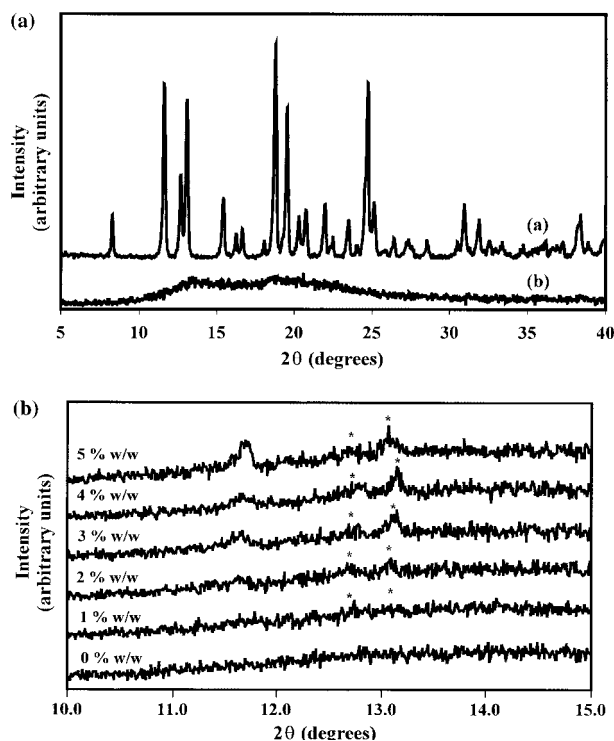 (a)
Intensity
(arbitrary units)
(a)
(b)
5 10 15 20 25 30 35 40
2θ (degrees)
(b)
5 % w/w
4 % w/w
3 % w/w
2 % w/w
1 % w/w
0 % w/w
* *
* *
* *
* *
* *
Intensity
(arbitrary units)
10.0 11.0 12.0 13.0 14.0 15.0
2θ (degrees)